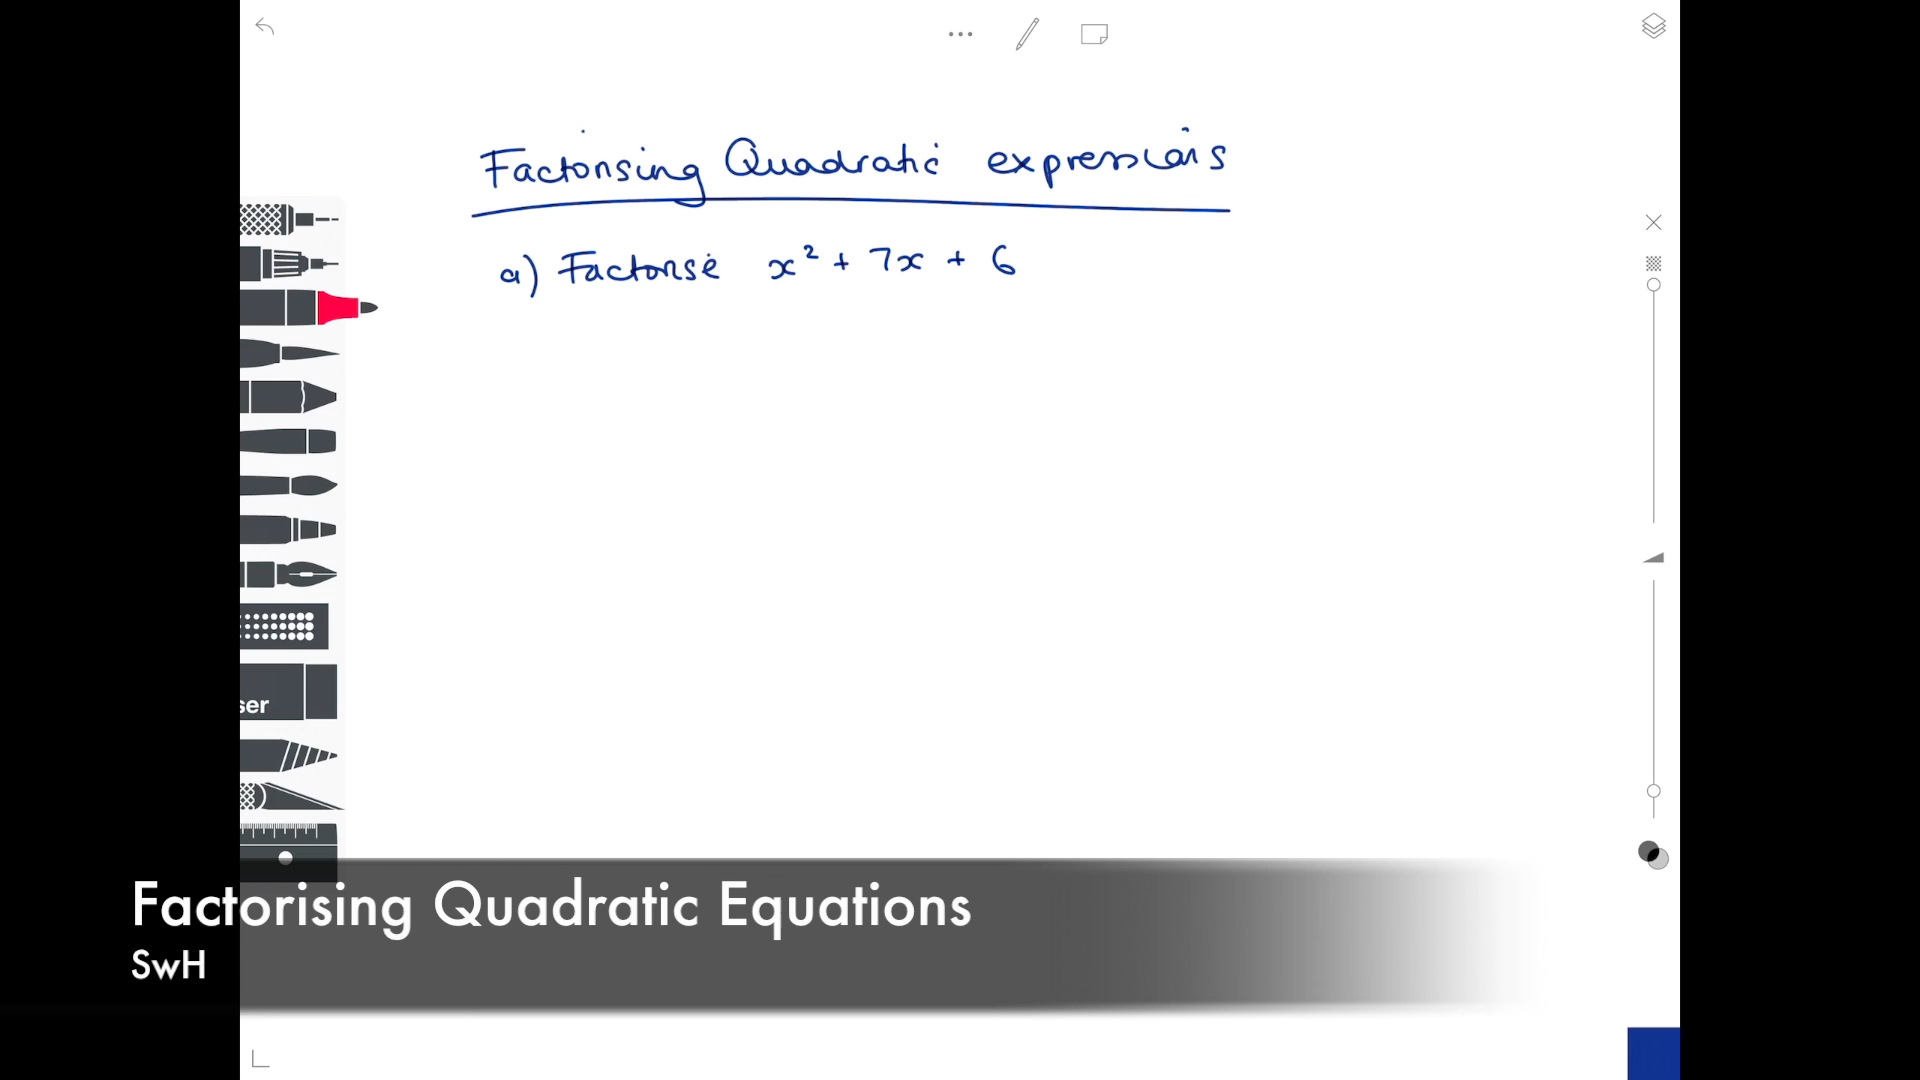 Factorising Quadratic expressions
a) Factorise x² + 7x + 6
ser
Factorising Quadratic Equations
SwH